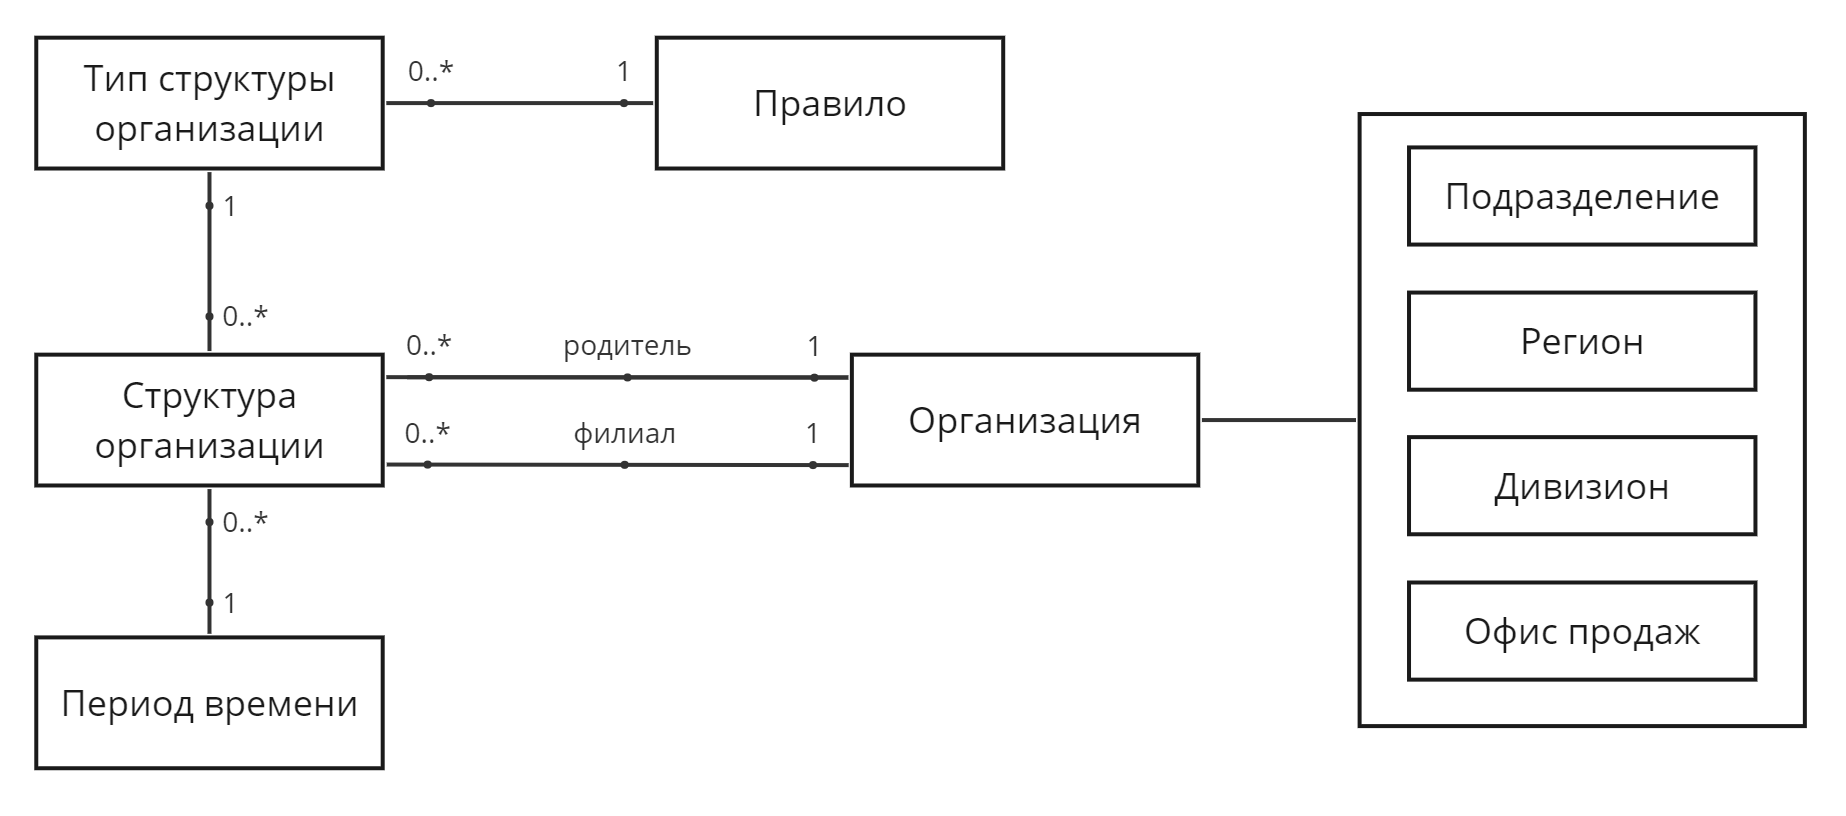 Тип структуры
организации
0..*
1
Правило
1
0..*
Структура
организации
0..*
родитель
1
0..*
филиал
1
Организация
Подразделение
Регион
Дивизион
Офис продаж
0..*
1
Период времени